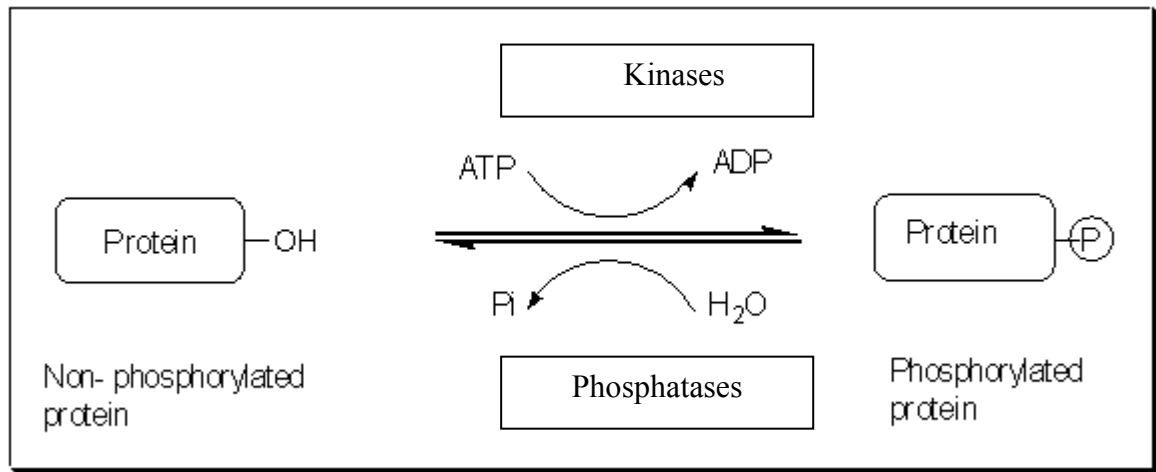 Kinases
ATP ADP
Protein OH Protein P
Pi H₂O
Non- phosphorylated
protein
Phosphatases
Phosphorylated
protein